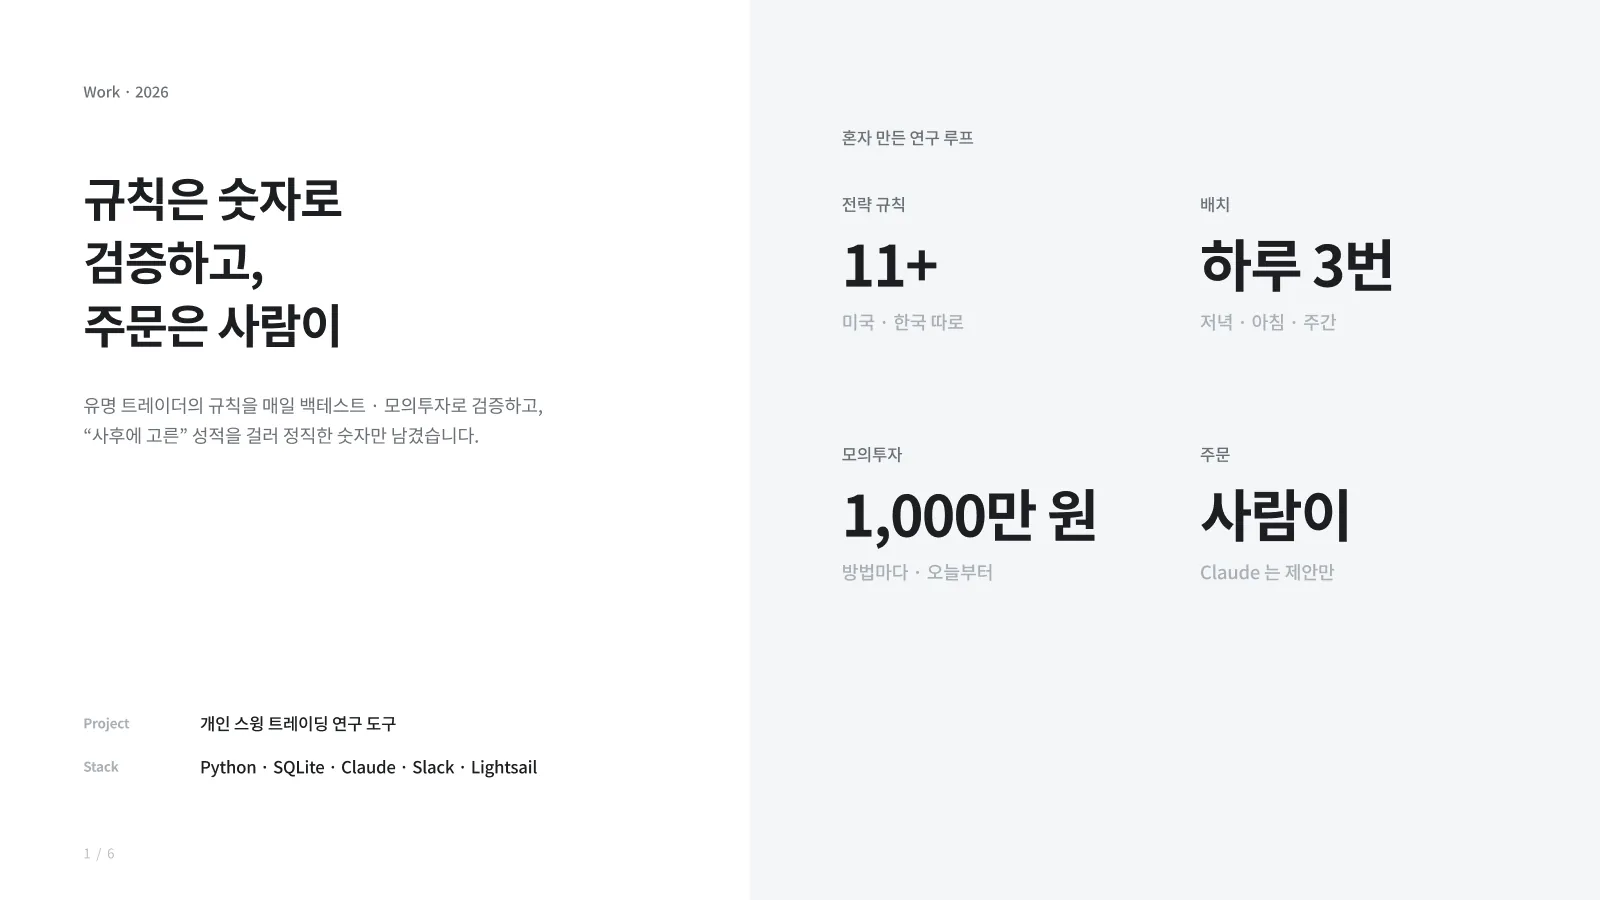 Work · 2026
규칙은 숫자로
검증하고,
주문은 사람이
유명 트레이더의 규칙을 매일 백테스트 · 모의투자로 검증하고,
“사후에 고른” 성적을 걸러 정직한 숫자만 남겼습니다.
Project 개인 스윙 트레이딩 연구 도구
Stack Python · SQLite · Claude · Slack · Lightsail
1 / 6
혼자 만든 연구 루프
전략 규칙
11+
미국 · 한국 따로
배치
하루 3번
저녁 · 아침 · 주간
모의투자
1,000만 원
방법마다 · 오늘부터
주문
사람이
Claude 는 제안만